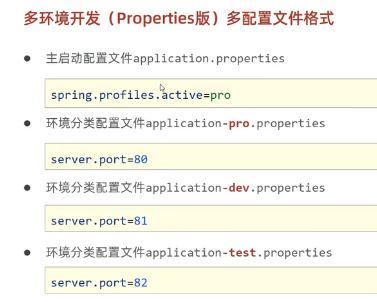 多环境开发（Properties版）多配置文件格式
● 主启动配置文件application.properties
spring.profiles.active=pro
● 环境分类配置文件application-pro.properties
server.port=80
● 环境分类配置文件application-dev.properties
server.port=81
● 环境分类配置文件application-test.properties
server.port=82